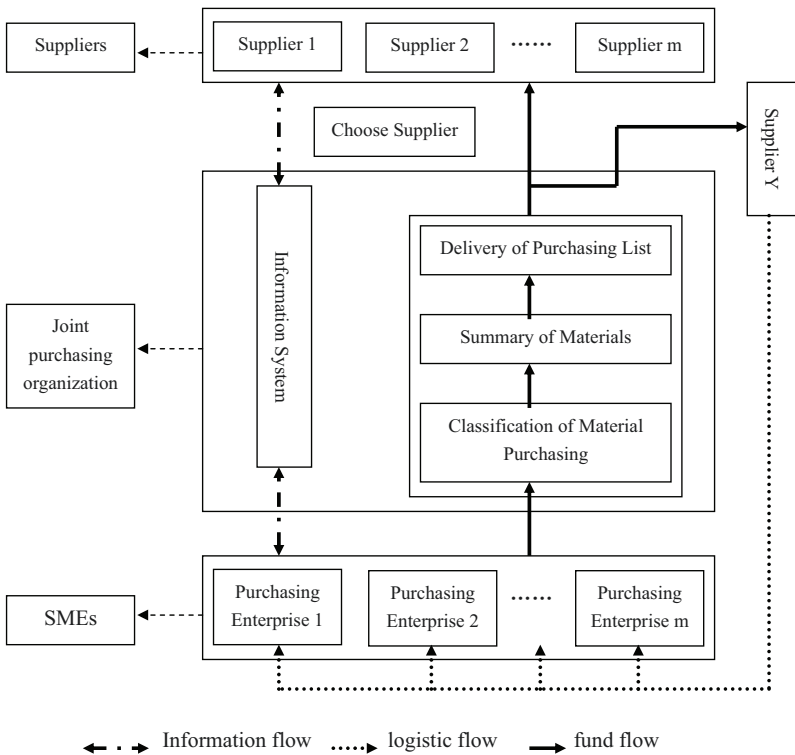 Suppliers
Supplier 1
Supplier 2
······
Supplier m
Choose Supplier
Supplier Y
Information System
Delivery of Purchasing List
Summary of Materials
Classification of Material
Purchasing
Joint
purchasing
organization
SMEs
Purchasing
Enterprise 1
Purchasing
Enterprise 2
······
Purchasing
Enterprise m
Information flow
logistic flow
fund flow